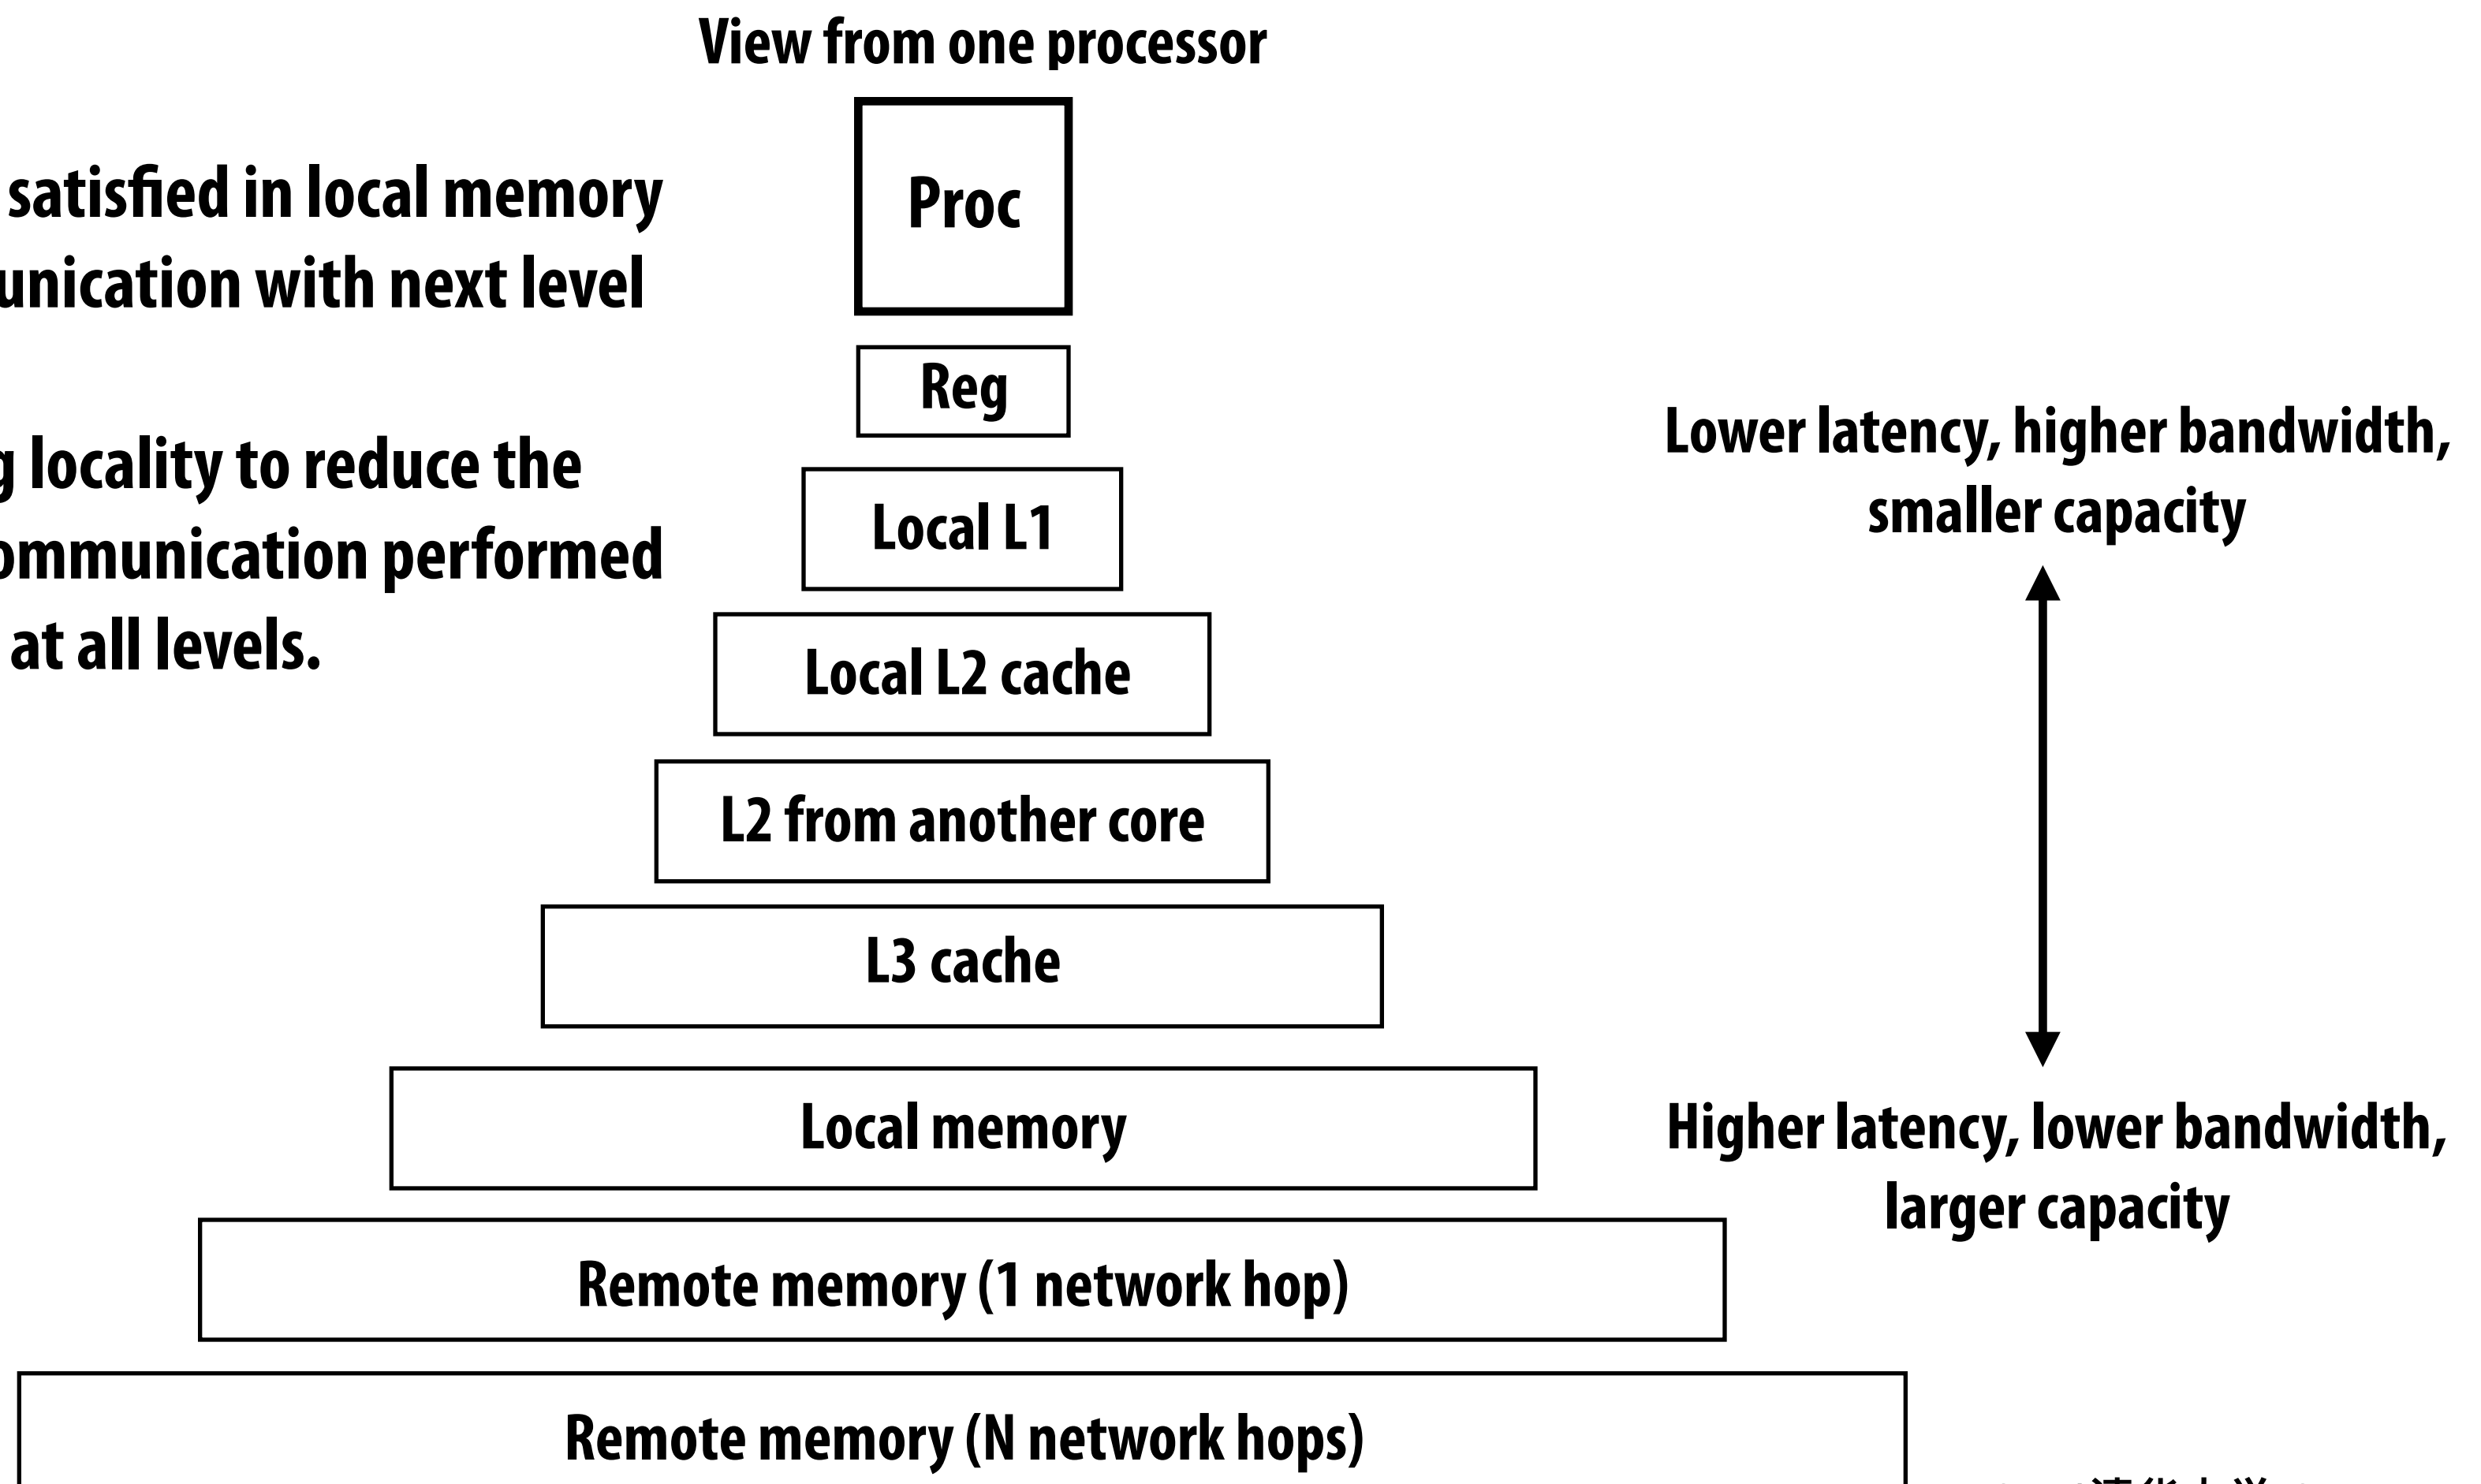 View from one processor
satisfied in local memory
with next level
locality to reduce the
performed
at all levels.
Proc
Reg
Local L1
Local L2 cache
L2 from another core
L3 cache
Local memory
Remote memory (1 network hop)
Remote memory (N network hops)
Lower latency, higher bandwidth,
smaller capacity
Higher latency, lower bandwidth,
larger capacity